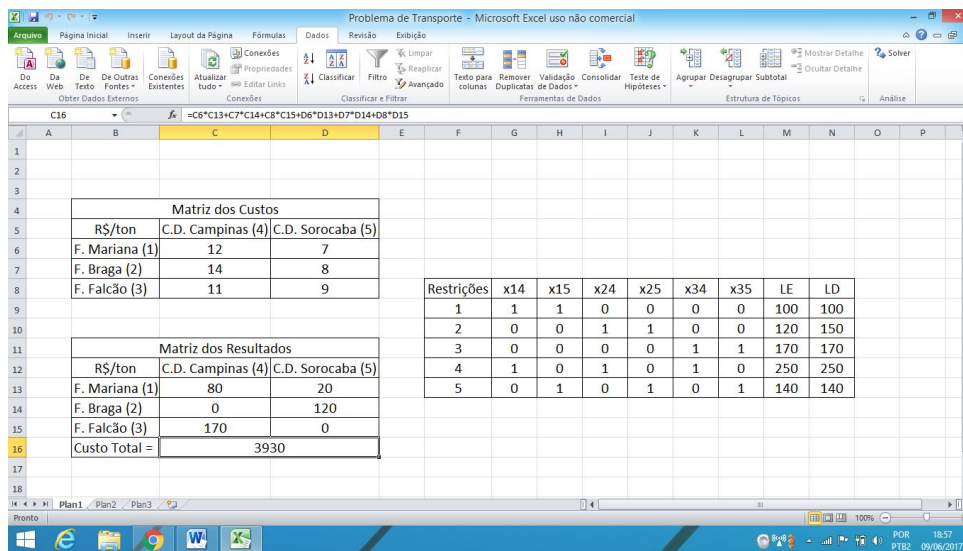 Problema de Transporte - Microsoft Excel uso não comercial
Arquivo Página Inicial Inserir Layout da Página Fórmulas Dados Revisão Exibição
Do Access Da Web De Texto De Outras Fontes Conexões Existentes Atualizar tudo Conexões Propriedades Editar Links Classificar Filtro Limpar Reaplicar Avançado Texto para colunas Remover Duplicatas Validação de Dados Consolidar Teste de Hipóteses Agrupar Desagrupar Subtotal Mostrar Detalhe Ocultar Detalhe Solver
Obter Dados Externos Conexões Classificar e Filtrar Ferramentas de Dados Estrutura de Tópicos Análise
C16 fx =C6*C13+C7*C14+C8*C15+D6*D13+D7*D14+D8*D15
A B C D E F G H I J K L M N O P
1
2
3
4 Matriz dos Custos
5 R$/ton C.D. Campinas (4) C.D. Sorocaba (5)
6 F. Mariana (1) 12 7
7 F. Braga (2) 14 8
8 F. Falcão (3) 11 9 Restrições x14 x15 x24 x25 x34 x35 LE LD
9 1 1 1 0 0 0 0 100 100
10 2 0 0 1 1 0 0 120 150
11 Matriz dos Resultados 3 0 0 0 0 1 1 170 170
12 R$/ton C.D. Campinas (4) C.D. Sorocaba (5) 4 1 0 1 0 1 0 250 250
13 F. Mariana (1) 80 20 5 0 1 0 1 0 1 140 140
14 F. Braga (2) 0 120
15 F. Falcão (3) 170 0
16 Custo Total = 3930
17
18
Plan1 Plan2 Plan3
Pronto 100%
POR 18:57
PTB2 09/06/2017